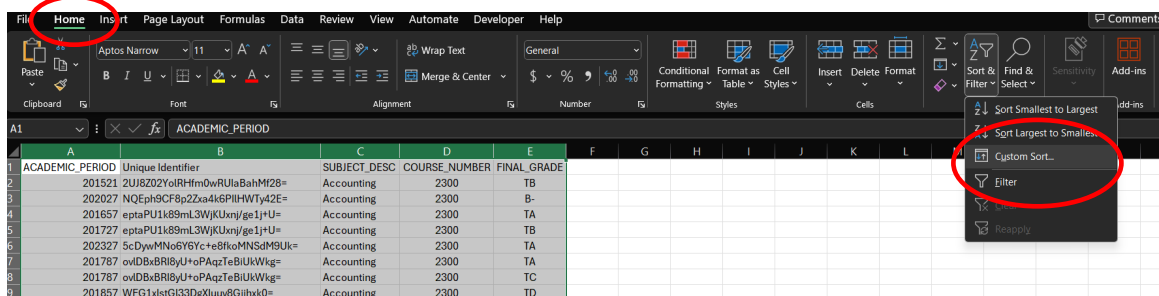 File Home Insert Page Layout Formulas Data Review View Automate Developer Help Comments
Aptos Narrow 11 A^ A˅ Wrap Text General
Paste B I U A Merge & Center $ % 9 .00 Conditional Formatting Format as Table Cell Styles Insert Delete Format Sort & Filter Find & Select Sensitivity Add-ins
Clipboard Font Alignment Number Styles Cells Add-ins
Sort Smallest to Largest
Sort Largest to Smallest
Custom Sort...
Filter
Reapply
A1 fx ACADEMIC_PERIOD
A B C D E F G H I J K L M
1 ACADEMIC_PERIOD Unique Identifier SUBJECT_DESC COURSE_NUMBER FINAL_GRADE
2 201521 2UJ8Z02YolRHfm0wRUlaBahMf28= Accounting 2300 TB
3 202027 NQEph9CF8p2Zxa4k6PIlHWTy42E= Accounting 2300 B-
4 201657 eptaPU1k89mL3WjKUxnj/ge1j+U= Accounting 2300 TA
5 201727 eptaPU1k89mL3WjKUxnj/ge1j+U= Accounting 2300 TB
6 202327 5cDywMNo6Y6Yc+e8fkoMNSdM9Uk= Accounting 2300 TA
7 201787 ovlDBxBRI8yU+oPAqzTeBiUkWkg= Accounting 2300 TA
8 201787 ovlDBxBRI8yU+oPAqzTeBiUkWkg= Accounting 2300 TC
9 201857 Accounting 2300 TD